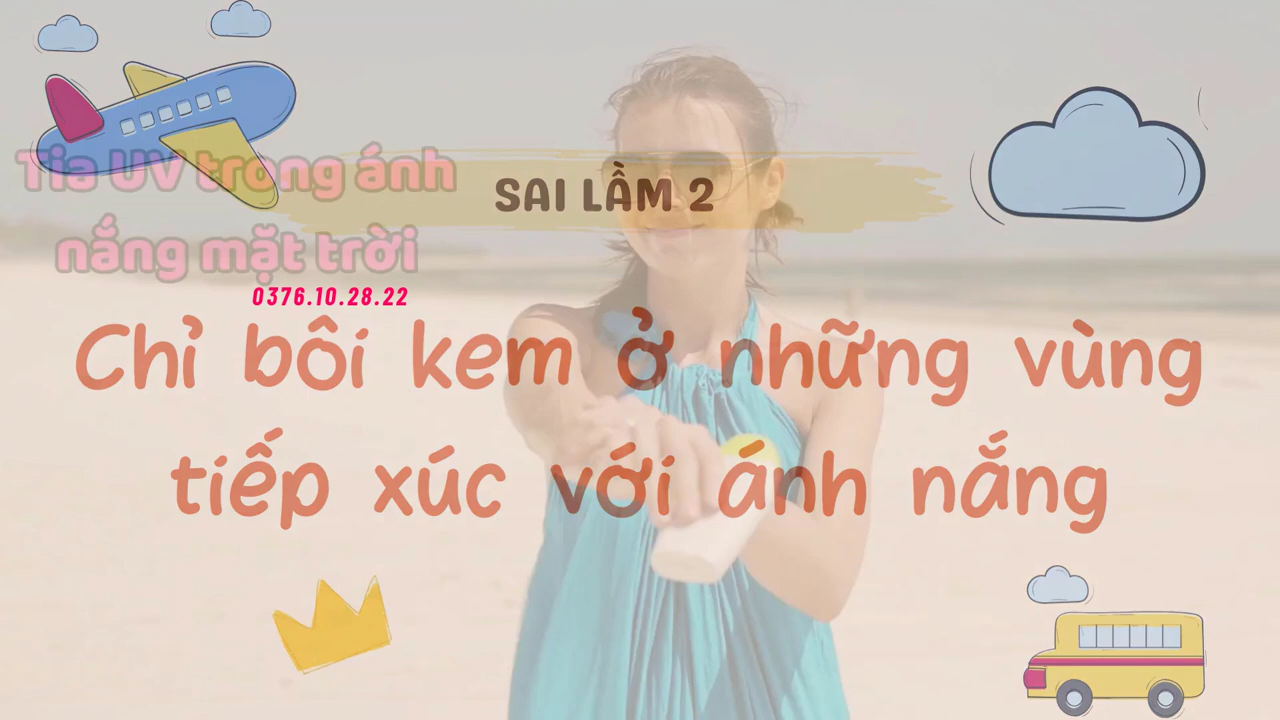 SAI LẦM 2
Tia UV trong ánh
nắng mặt trời
0376.10.28.22
Chỉ bôi kem ở những vùng
tiếp xúc với ánh nắng